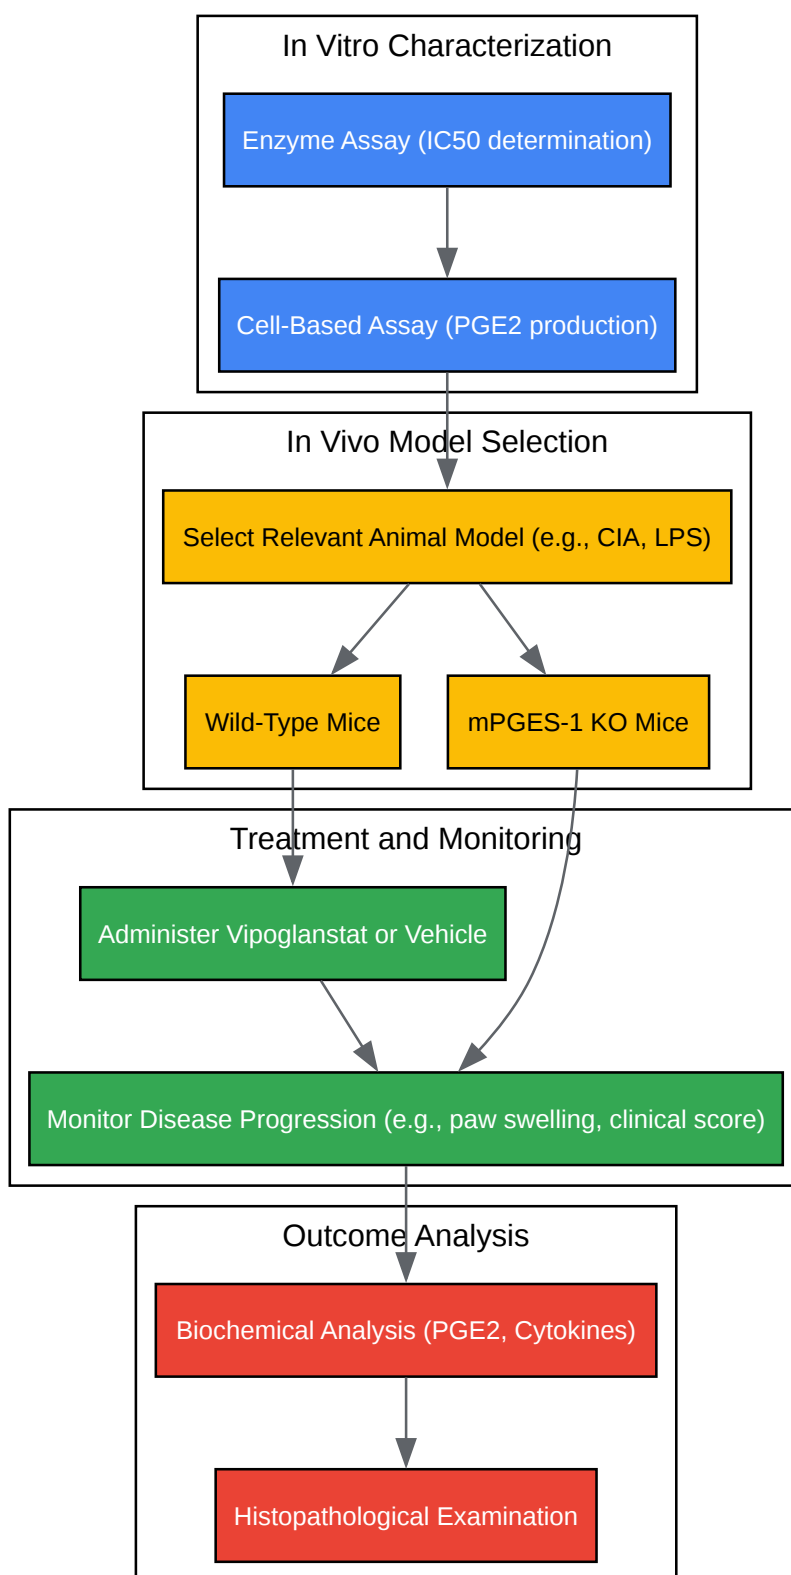 In Vitro Characterization
Enzyme Assay (IC50 determination)
Cell-Based Assay (PGE2 production)
In Vivo Model Selection
Select Relevant Animal Model (e.g., CIA, LPS)
Wild-Type Mice
mPGES-1 KO Mice
Treatment and Monitoring
Administer Vipoglanstat or Vehicle
Monitor Disease Progression (e.g., paw swelling, clinical score)
Outcome Analysis
Biochemical Analysis (PGE2, Cytokines)
Histopathological Examination